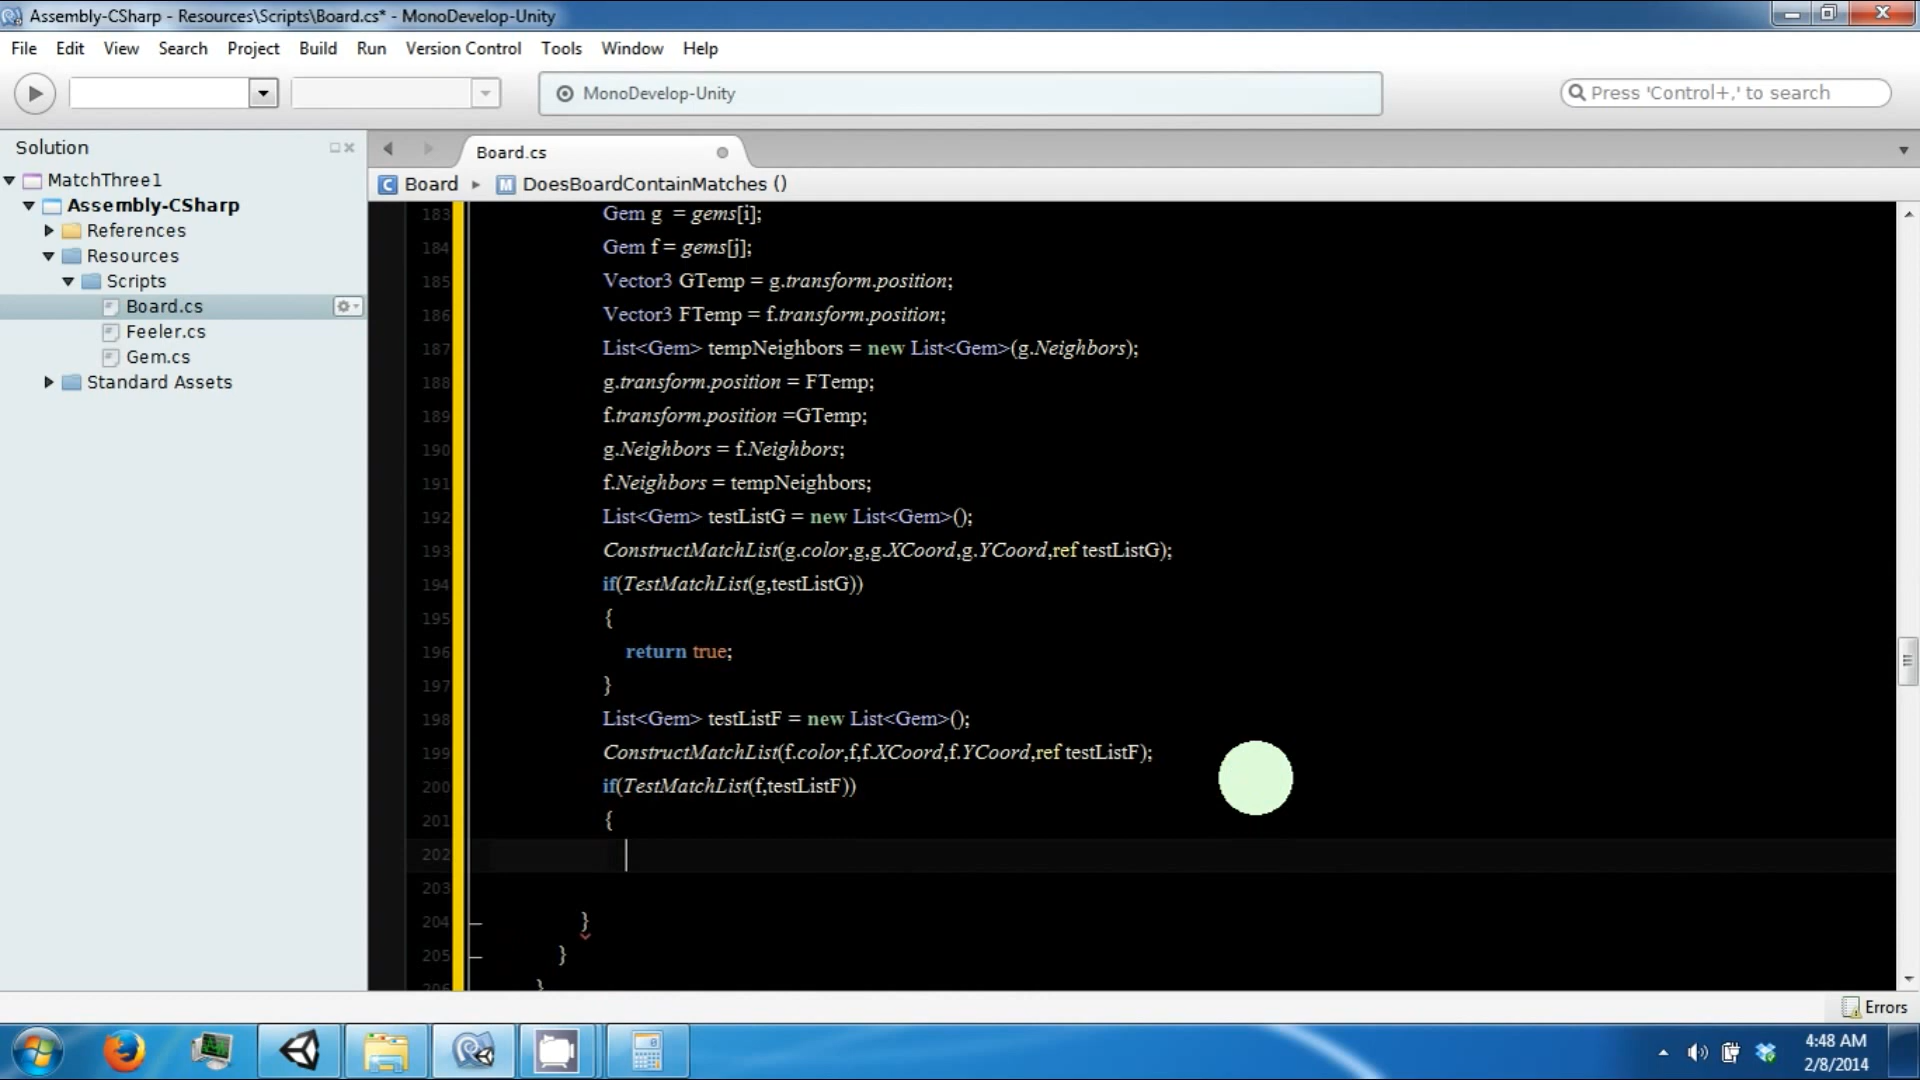 Assembly-CSharp - Resources\Scripts\Board.cs* - MonoDevelop-Unity
File Edit View Search Project Build Run Version Control Tools Window Help
MonoDevelop-Unity
Press 'Control+,' to search
Solution
Board.cs
MatchThree1
Board DoesBoardContainMatches ()
Assembly-CSharp
References
Resources
Scripts
Board.cs
Feeler.cs
Gem.cs
Standard Assets
183 Gem g  = gems[i];
184 Gem f = gems[j];
185 Vector3 GTemp = g.transform.position;
186 Vector3 FTemp = f.transform.position;
187 List<Gem> tempNeighbors = new List<Gem>(g.Neighbors);
188 g.transform.position = FTemp;
189 f.transform.position =GTemp;
190 g.Neighbors = f.Neighbors;
191 f.Neighbors = tempNeighbors;
192 List<Gem> testListG = new List<Gem>();
193 ConstructMatchList(g.color,g,g.XCoord,g.YCoord,ref testListG);
194 if(TestMatchList(g,testListG))
195 {
196 return true;
197 }
198 List<Gem> testListF = new List<Gem>();
199 ConstructMatchList(f.color,f,f.XCoord,f.YCoord,ref testListF);
200 if(TestMatchList(f,testListF))
201 {
202
203
204 }
205 }
206 }
Errors
4:48 AM
2/8/2014